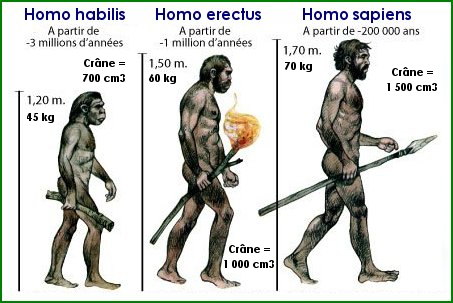 Homo habilis
A partir de
-3 millions d'années
Crâne =
700 cm3
1,20 m.
45 kg
Homo erectus
A partir de
-1 million d'années
1,50 m.
60 kg
Crâne =
1 000 cm3
Homo sapiens
A partir de -200 000 ans
1,70 m.
70 kg
Crâne =
1 500 cm3